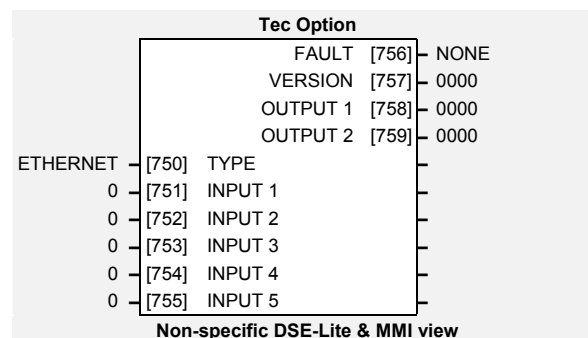 Tec Option
FAULT [756] NONE
VERSION [757] 0000
OUTPUT 1 [758] 0000
OUTPUT 2 [759] 0000
ETHERNET [750] TYPE
0 [751] INPUT 1
0 [752] INPUT 2
0 [753] INPUT 3
0 [754] INPUT 4
0 [755] INPUT 5
Non-specific DSE-Lite & MMI view